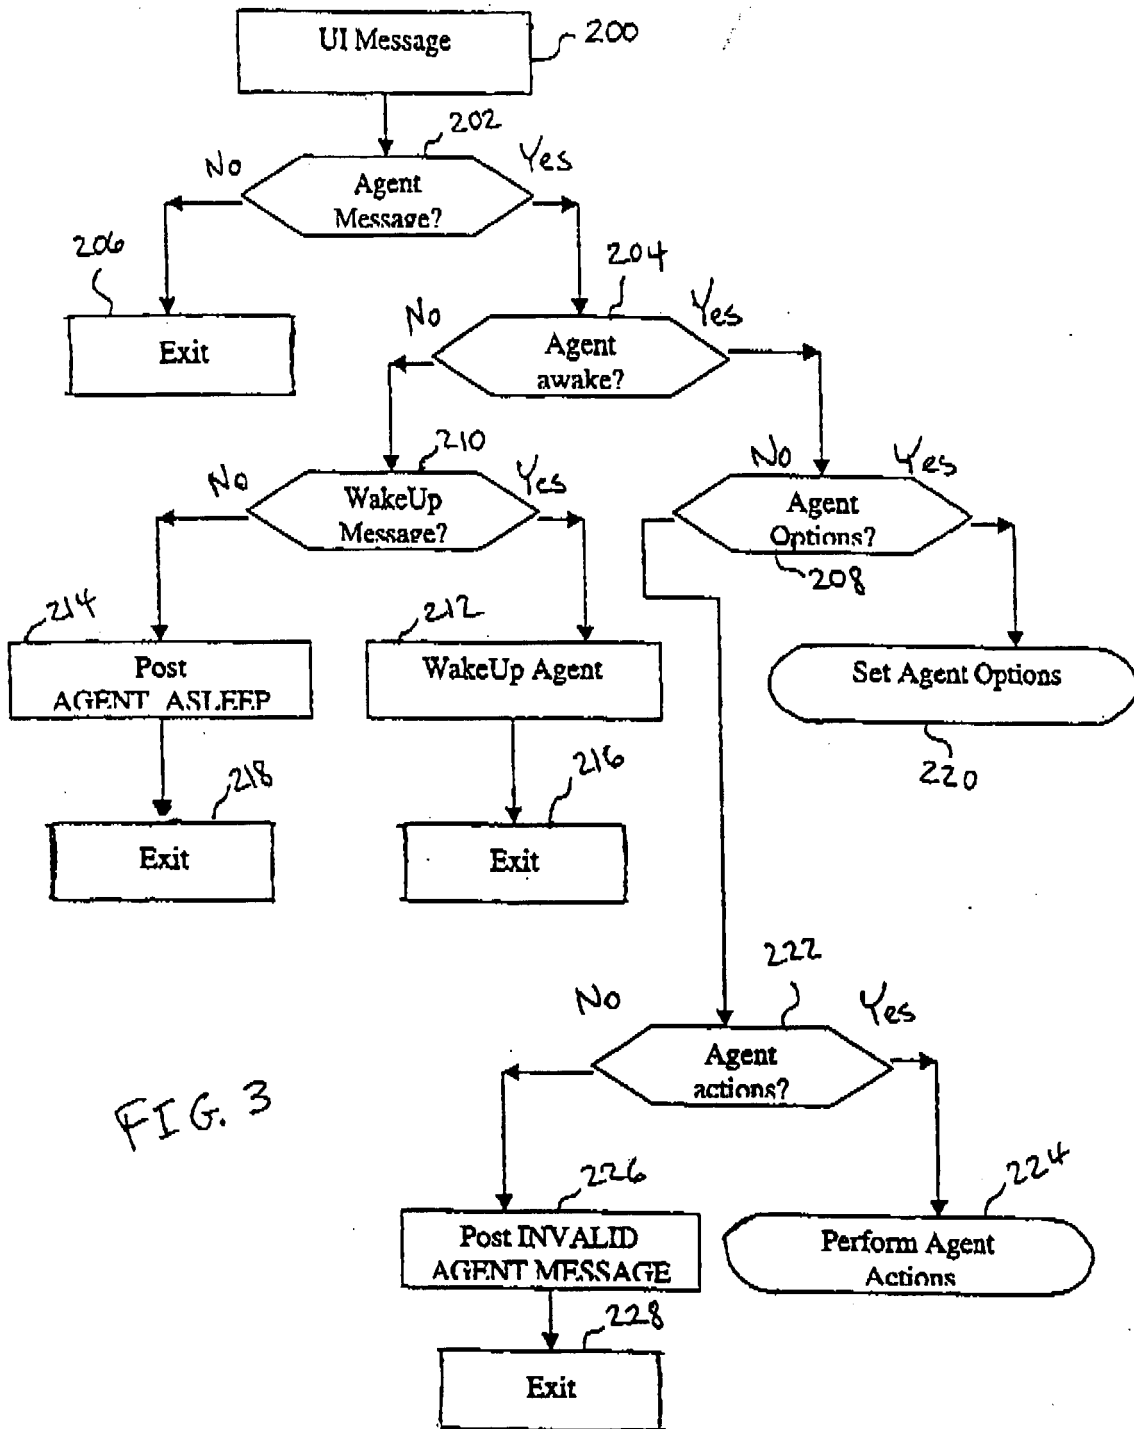 UI Message
200
202
No
Yes
Agent
Message?
206
204
No
Yes
Exit
Agent
awake?
210
No
Yes
No
Yes
WakeUp
Message?
Agent
Options?
208
214
212
Post
AGENT_ASLEEP
WakeUp Agent
Set Agent Options
218
216
220
Exit
Exit
222
No
Yes
Agent
actions?
FIG. 3
226
224
Post INVALID
AGENT MESSAGE
Perform Agent
Actions
228
Exit